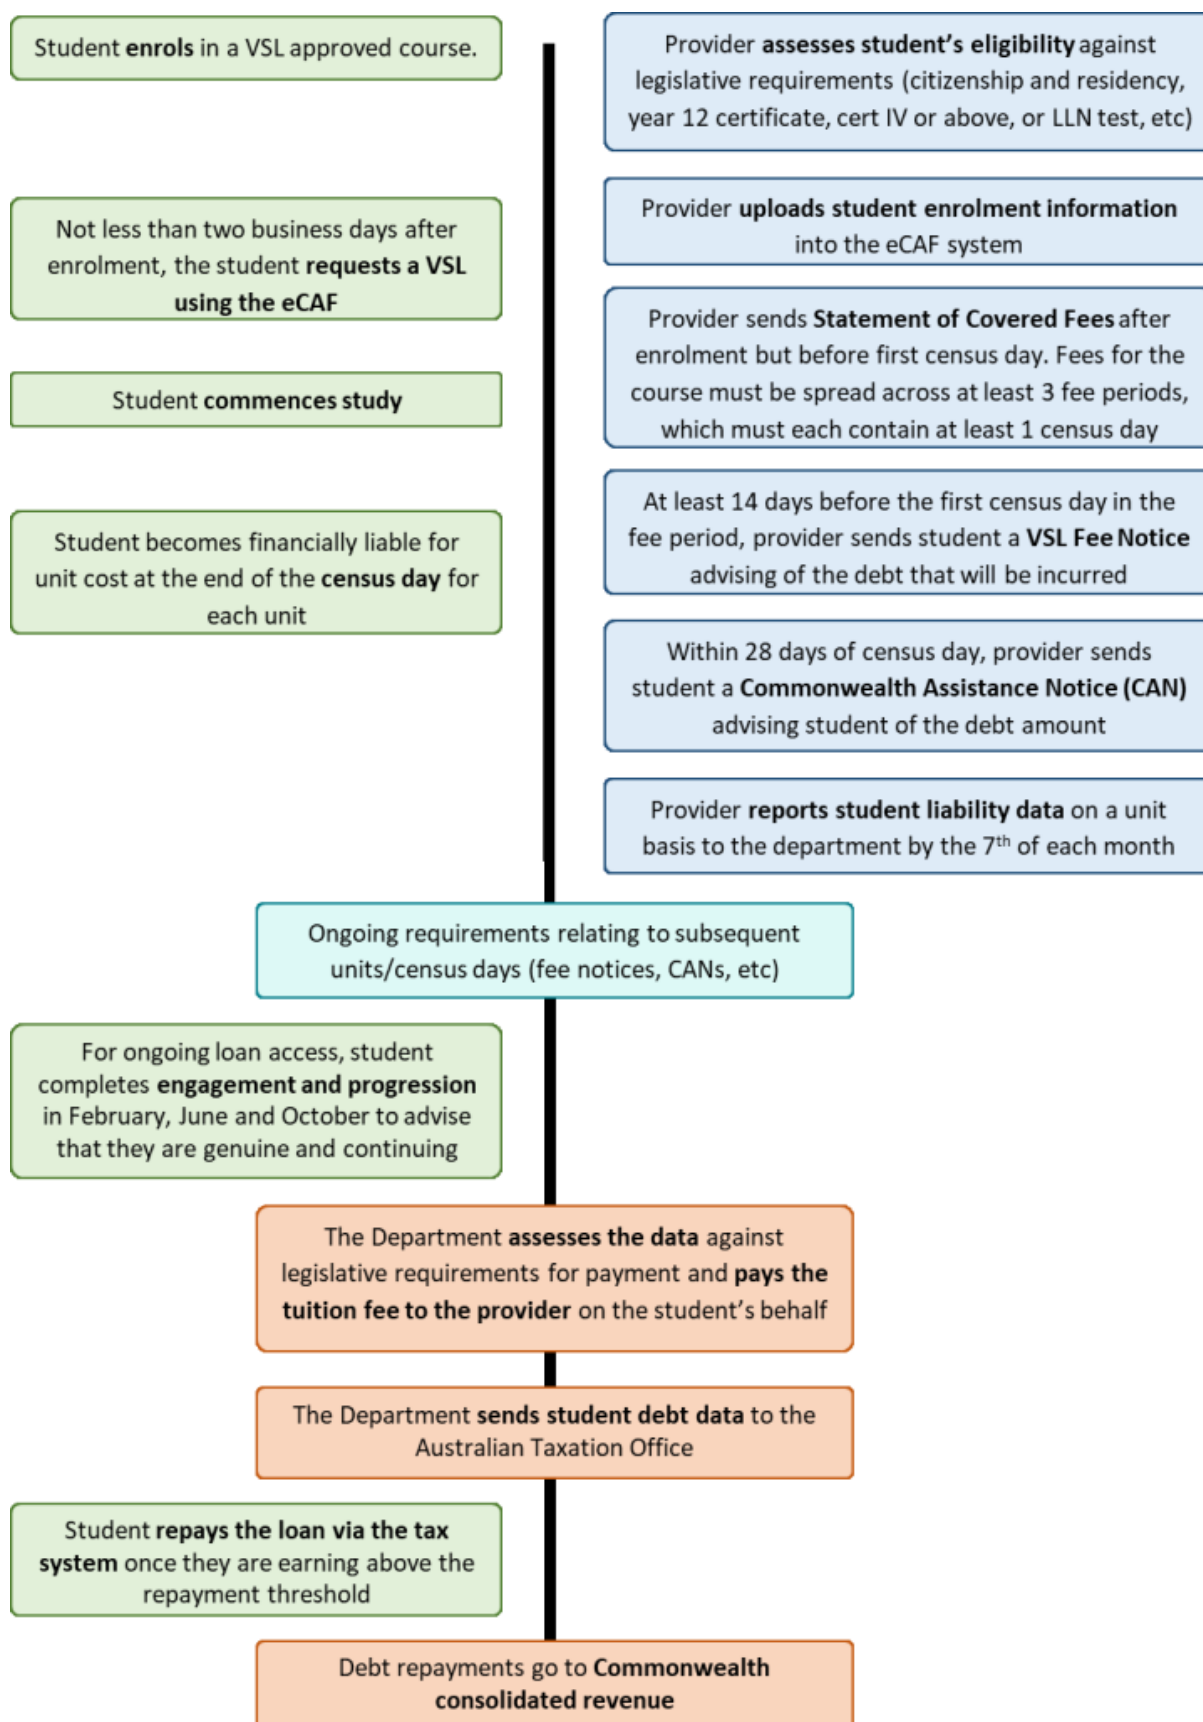 Student enrols in a VSL approved course.
Provider assesses student's eligibility against
legislative requirements (citizenship and residency,
year 12 certificate, cert IV or above, or LLN test, etc)
Provider uploads student enrolment information
into the eCAF system
Not less than two business days after
enrolment, the student requests a VSL
using the eCAF
Provider sends Statement of Covered Fees after
enrolment but before first census day. Fees for the
course must be spread across at least 3 fee periods,
which must each contain at least 1 census day
Student commences study
At least 14 days before the first census day in the
fee period, provider sends student a VSL Fee Notice
advising of the debt that will be incurred
Student becomes financially liable for
unit cost at the end of the census day for
each unit
Within 28 days of census day, provider sends
student a Commonwealth Assistance Notice (CAN)
advising student of the debt amount
Provider reports student liability data on a unit
basis to the department by the 7th of each month
Ongoing requirements relating to subsequent
units/census days (fee notices, CANs, etc)
For ongoing loan access, student
completes engagement and progression
in February, June and October to advise
that they are genuine and continuing
The Department assesses the data against
legislative requirements for payment and pays the
tuition fee to the provider on the student's behalf
The Department sends student debt data to the
Australian Taxation Office
Student repays the loan via the tax
system once they are earning above the
repayment threshold
Debt repayments go to Commonwealth
consolidated revenue